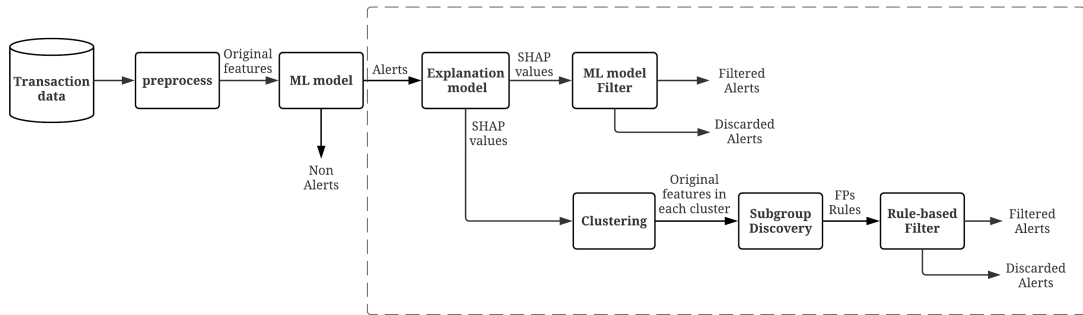 Transaction
data
preprocess
Original
features
ML model
Non
Alerts
Alerts
Explanation
model
SHAP
values
ML model
Filter
Filtered
Alerts
Discarded
Alerts
SHAP
values
Clustering
Original
features in
each cluster
Subgroup
Discovery
FPs
Rules
Rule-based
Filter
Filtered
Alerts
Discarded
Alerts